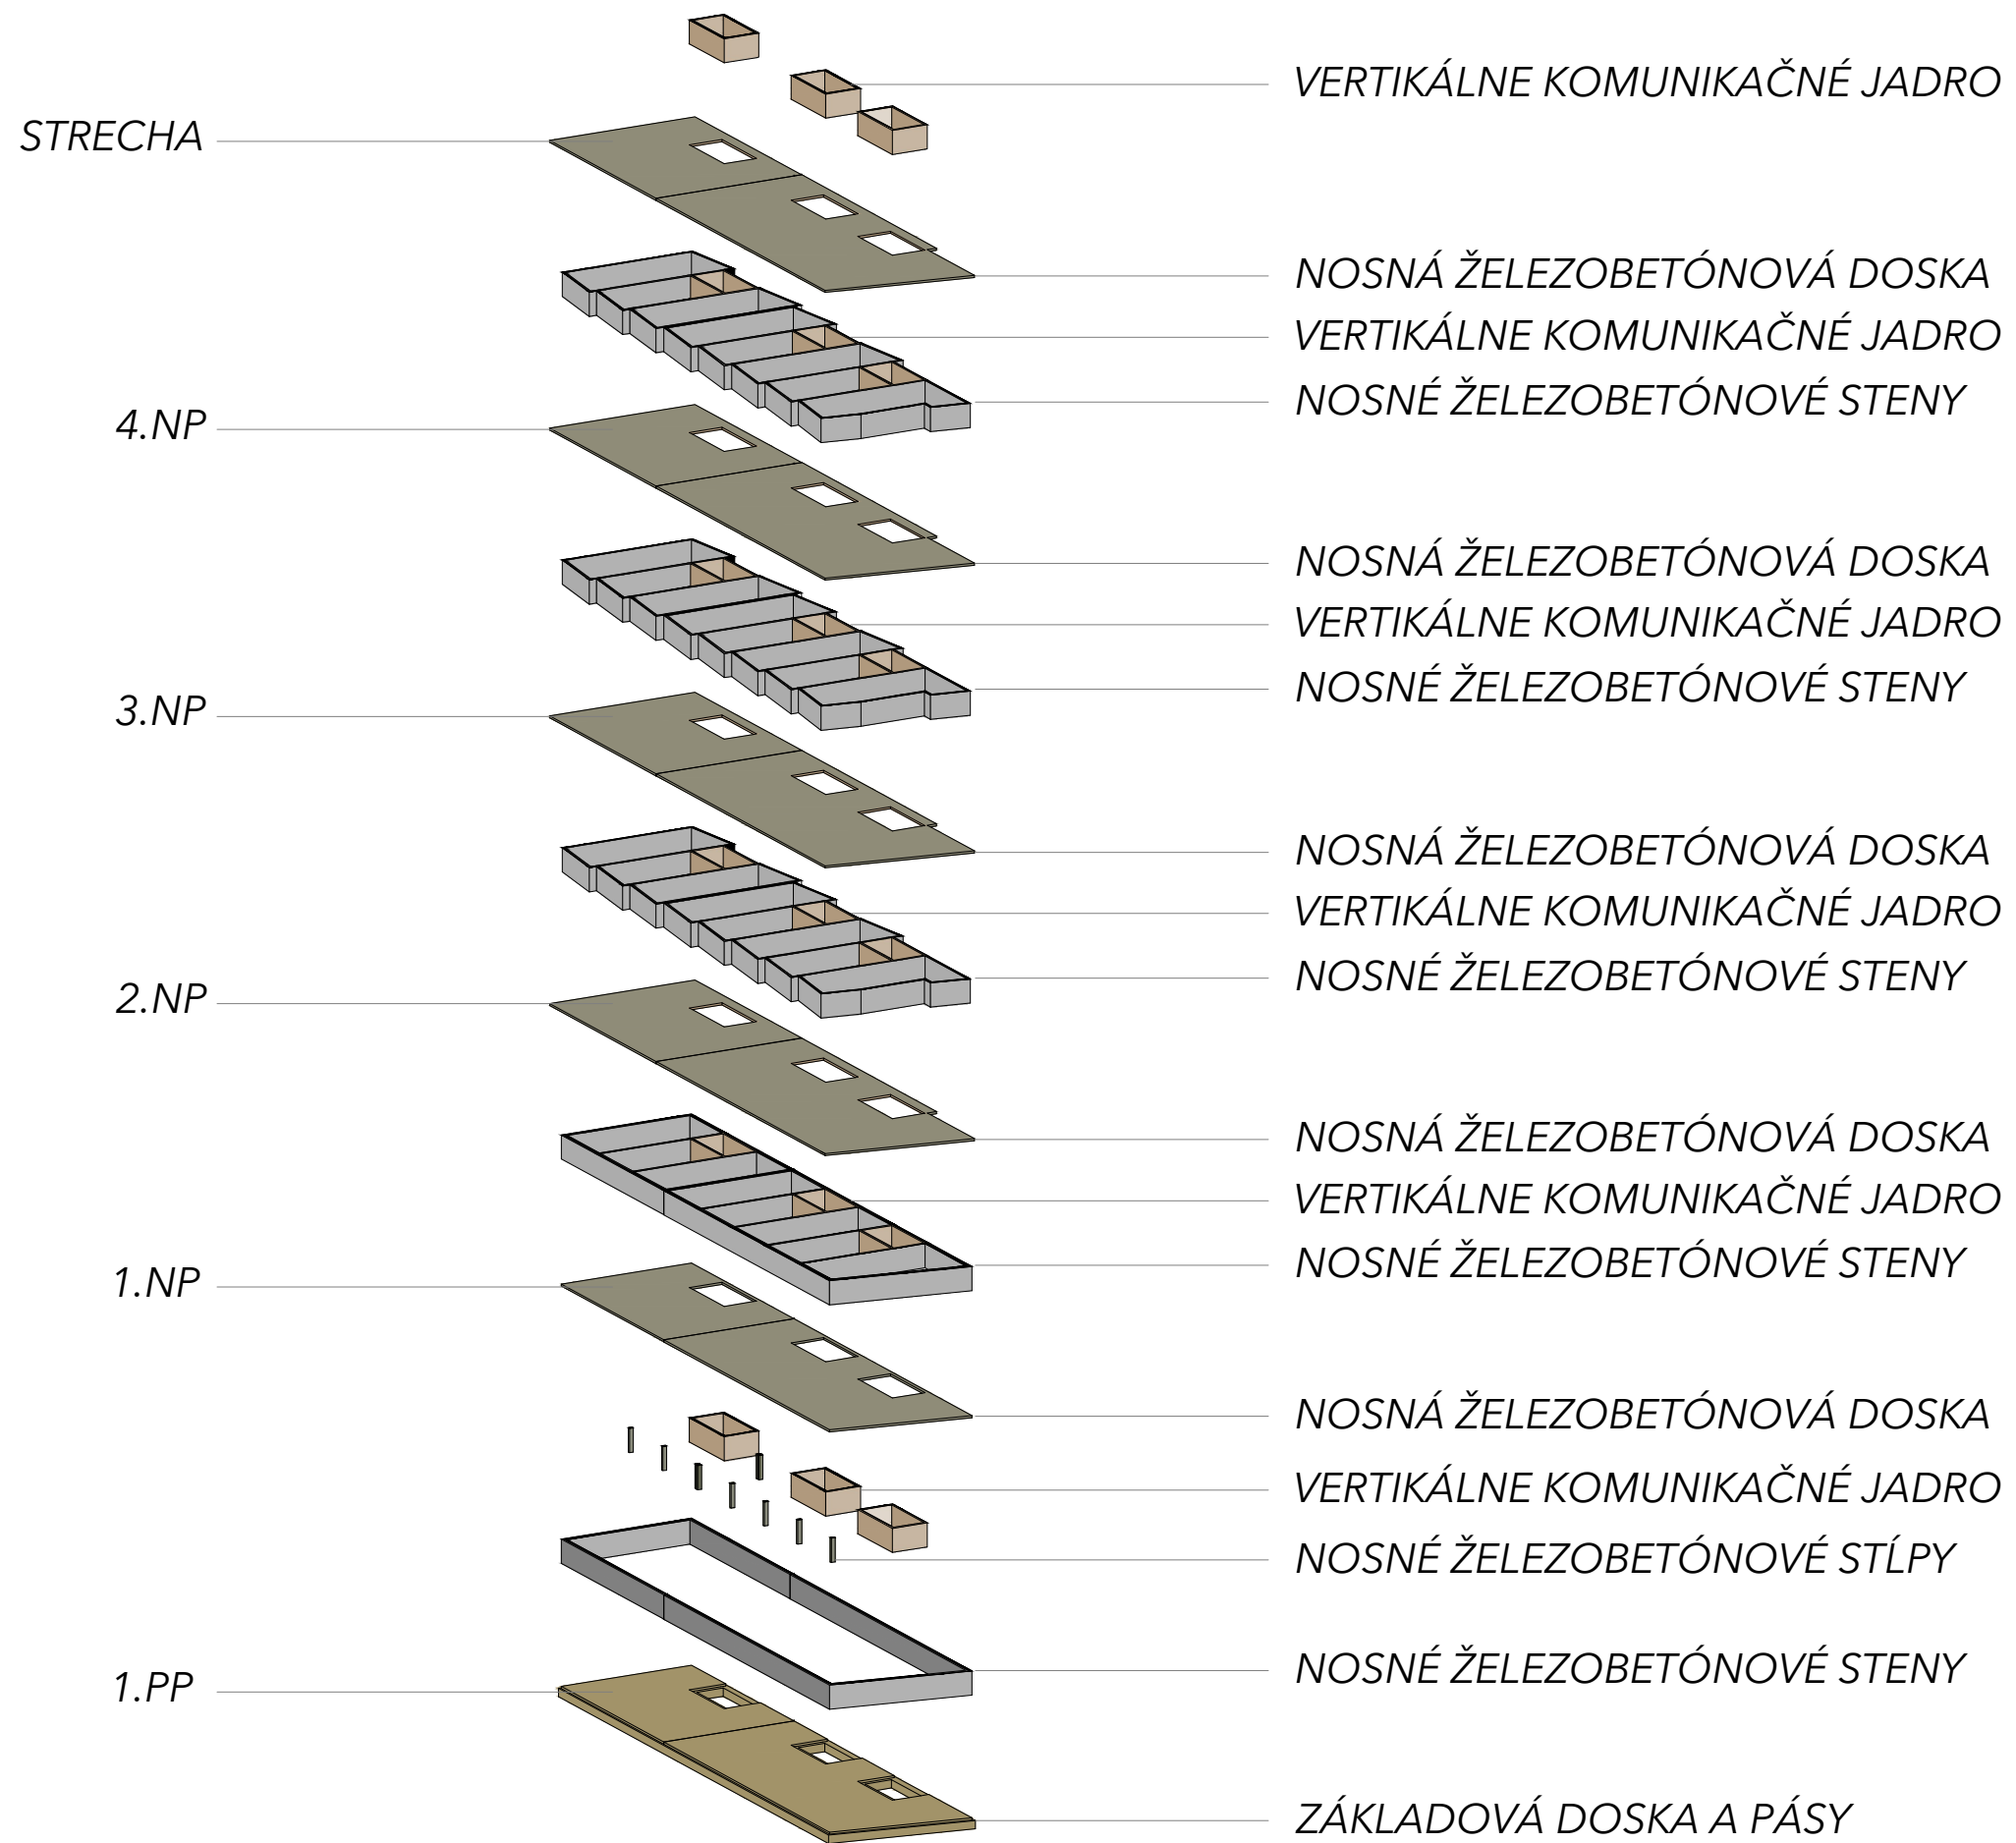 VERTIKÁLNE KOMUNIKAČNÉ JADRO
STRECHA
NOSNÁ ŽELEZOBETÓNOVÁ DOSKA
VERTIKÁLNE KOMUNIKAČNÉ JADRO
NOSNÉ ŽELEZOBETÓNOVÉ STENY
4.NP
NOSNÁ ŽELEZOBETÓNOVÁ DOSKA
VERTIKÁLNE KOMUNIKAČNÉ JADRO
NOSNÉ ŽELEZOBETÓNOVÉ STENY
3.NP
NOSNÁ ŽELEZOBETÓNOVÁ DOSKA
VERTIKÁLNE KOMUNIKAČNÉ JADRO
NOSNÉ ŽELEZOBETÓNOVÉ STENY
2.NP
NOSNÁ ŽELEZOBETÓNOVÁ DOSKA
VERTIKÁLNE KOMUNIKAČNÉ JADRO
NOSNÉ ŽELEZOBETÓNOVÉ STENY
1.NP
NOSNÁ ŽELEZOBETÓNOVÁ DOSKA
VERTIKÁLNE KOMUNIKAČNÉ JADRO
NOSNÉ ŽELEZOBETÓNOVÉ STĹPY
NOSNÉ ŽELEZOBETÓNOVÉ STENY
1.PP
ZÁKLADOVÁ DOSKA A PÁSY